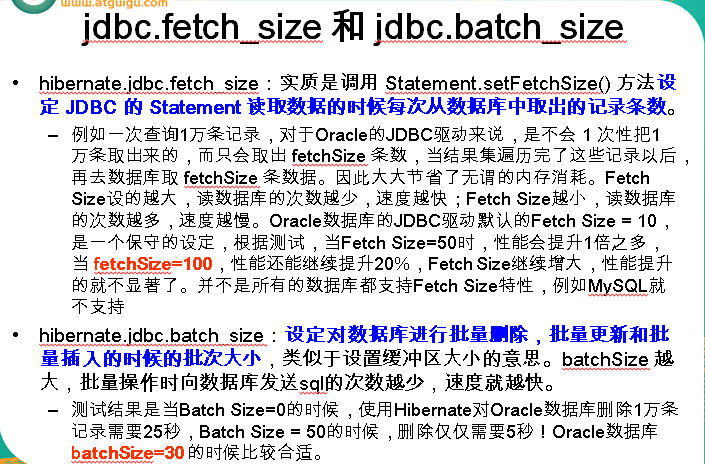 www.atguigu.com
jdbc.fetch_size 和 jdbc.batch_size
• hibernate.jdbc.fetch_size：实质是调用 Statement.setFetchSize() 方法设
定 JDBC 的 Statement 读取数据的时候每次从数据库中取出的记录条数。
– 例如一次查询1万条记录，对于Oracle的JDBC驱动来说，是不会 1 次性把1
万条取出来的，而只会取出 fetchSize 条数，当结果集遍历完了这些记录以后，
再去数据库取 fetchSize 条数据。因此大大节省了无谓的内存消耗。Fetch
Size设的越大，读数据库的次数越少，速度越快；Fetch Size越小，读数据库
的次数越多，速度越慢。Oracle数据库的JDBC驱动默认的Fetch Size = 10，
是一个保守的设定，根据测试，当Fetch Size=50时，性能会提升1倍之多，
当 fetchSize=100，性能还能继续提升20%，Fetch Size继续增大，性能提升
的就不显著了。并不是所有的数据库都支持Fetch Size特性，例如MySQL就
不支持
• hibernate.jdbc.batch_size：设定对数据库进行批量删除，批量更新和批
量插入的时候的批次大小，类似于设置缓冲区大小的意思。batchSize 越
大，批量操作时向数据库发送sql的次数越少，速度就越快。
– 测试结果是当Batch Size=0的时候，使用Hibernate对Oracle数据库删除1万条
记录需要25秒，Batch Size = 50的时候，删除仅仅需要5秒！Oracle数据库
batchSize=30 的时候比较合适。